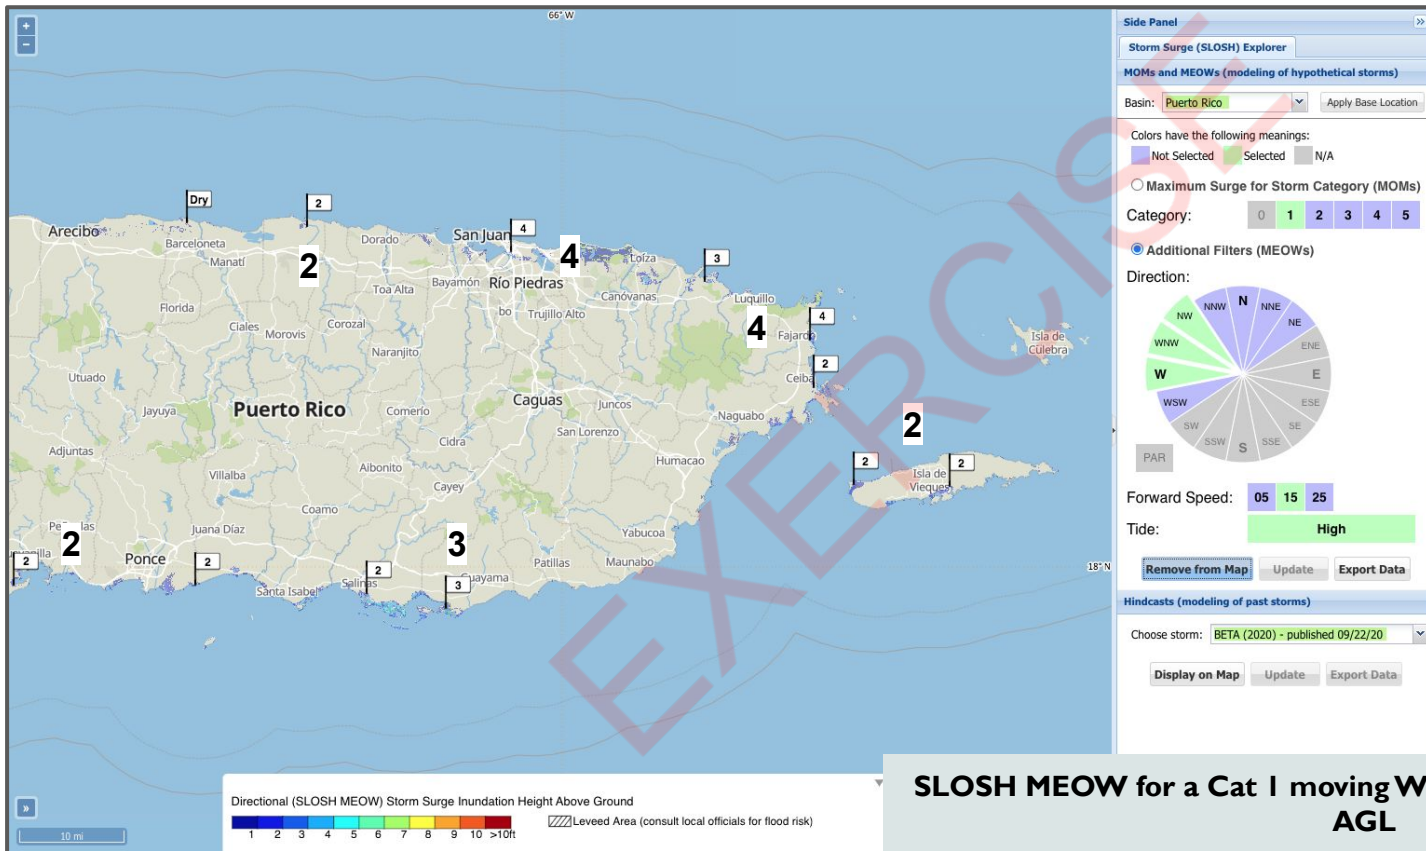 66° W
+
−
Dry
2
4
3
4
2
2
2
2
2
2
3
2
4
4
2
2
3
Arecibo
Barceloneta
Manatí
Dorado
San Juan
Loíza
Toa Alta
Bayamón
Río Piedras
Canóvanas
Luquillo
Florida
Ciales
Morovis
Corozal
bo
Trujillo Alto
Fajardo
Naranjito
Ceiba
Isla de
Culebra
Utuado
Jayuya
Puerto Rico
Comerío
Caguas
Juncos
Naguabo
San Lorenzo
Adjuntas
Cidra
Humacao
Villalba
Aibonito
Cayey
Isla de
Vieques
Coamo
Juana Díaz
Yabucoa
Ponce
Patillas
Maunabo
Salinas
Guayama
Santa Isabel
18° N
EXERCISE
»
10 mi
Directional (SLOSH MEOW) Storm Surge Inundation Height Above Ground
1 2 3 4 5 6 7 8 9 10 >10ft
Leveed Area (consult local officials for flood risk)
Side Panel
»
Storm Surge (SLOSH) Explorer
MOMs and MEOWs (modeling of hypothetical storms)
Basin: Puerto Rico Apply Base Location
Colors have the following meanings:
Not Selected Selected N/A
Maximum Surge for Storm Category (MOMs)
Category: 0 1 2 3 4 5
Additional Filters (MEOWs)
Direction:
N
NNW NNE
NW NE
WNW ENE
W E
WSW ESE
SW SE
SSW SSE
S
PAR
Forward Speed: 05 15 25
Tide: High
Remove from Map Update Export Data
Hindcasts (modeling of past storms)
Choose storm: BETA (2020) - published 09/22/20
Display on Map Update Export Data
SLOSH MEOW for a Cat 1 moving W
AGL